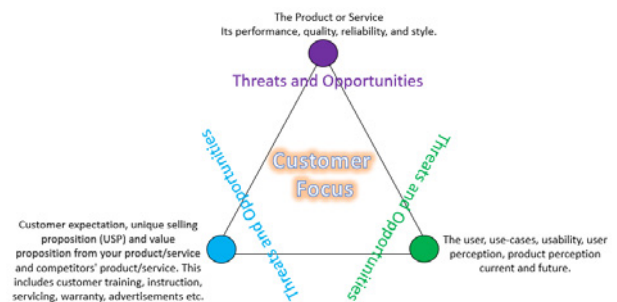 The Product or Service
Its performance, quality, reliability, and style.
Threats and Opportunities
Threats and Opportunities
Threats and Opportunities
Customer
Focus
Customer expectation, unique selling
proposition (USP) and value
proposition from your product/service
and competitors' product/service. This
includes customer training, instruction,
servicing, warranty, advertisements etc.
The user, use-cases, usability, user
perception, product perception
current and future.